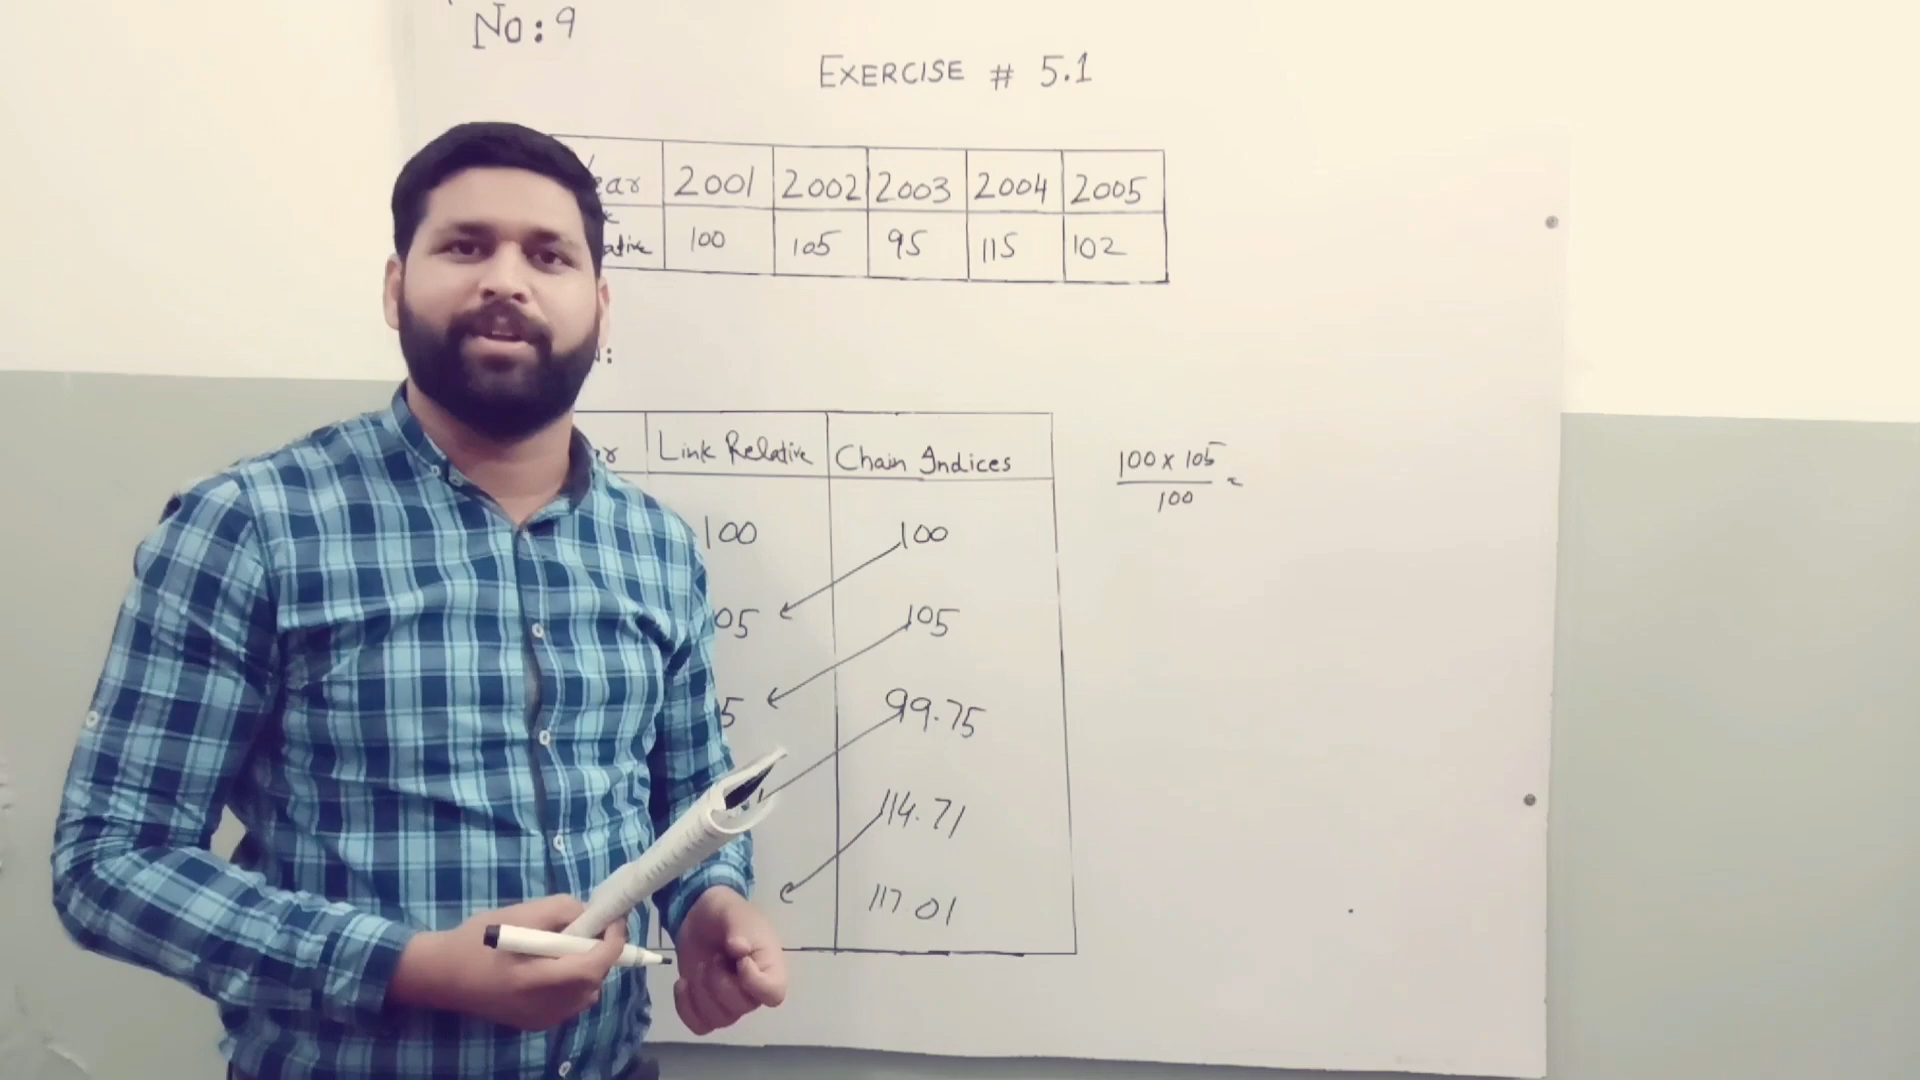 No: 9
EXERCISE # 5.1
2001 2002 2003 2004 2005
100 105 95 115 102
Link Relative Chain Indices
100 100
105
99.75
114.71
117 01
100 x 105
100